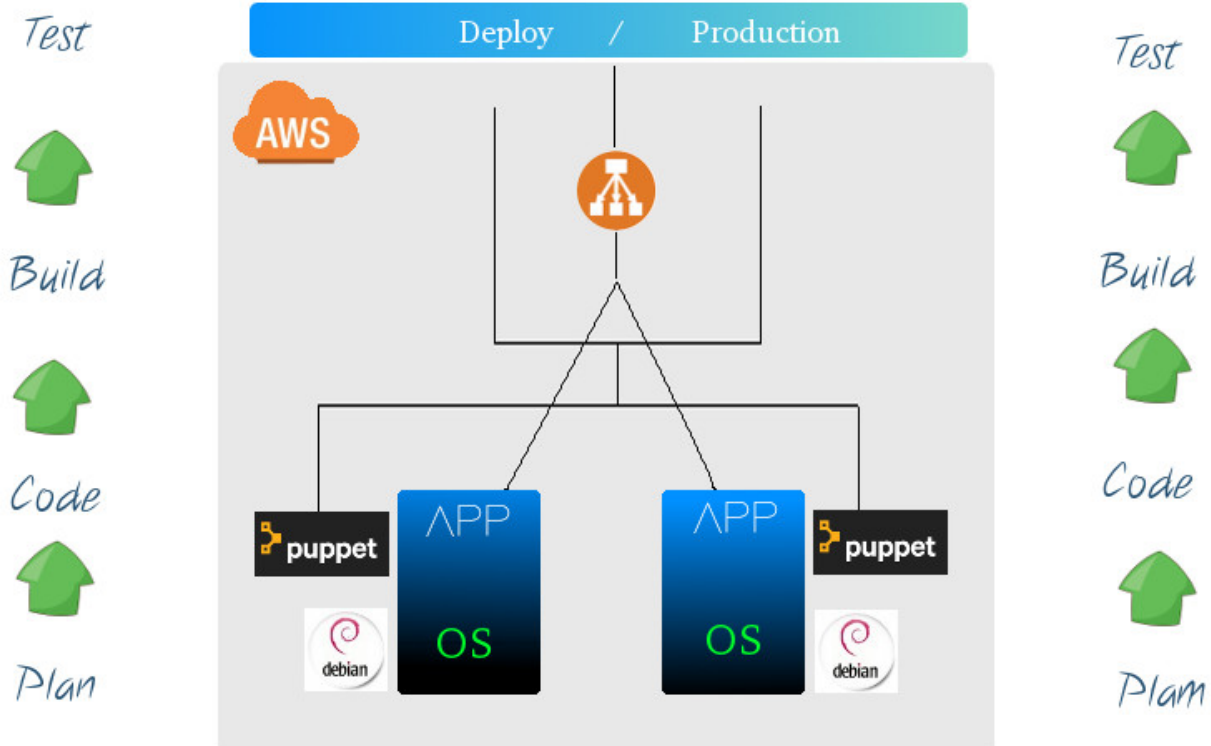 Test
Deploy / Production
Test
AWS
Build
Build
Code
Code
APP
APP
puppet
puppet
OS
OS
debian
debian
Plan
Plam